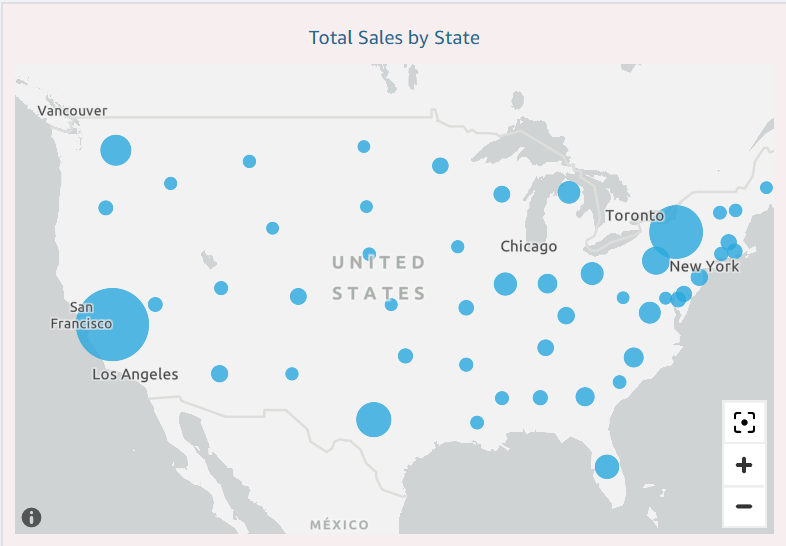 Total Sales by State
Vancouver
Toronto
Chicago
New York
UNITED
STATES
San
Francisco
Los Angeles
MÉXICO